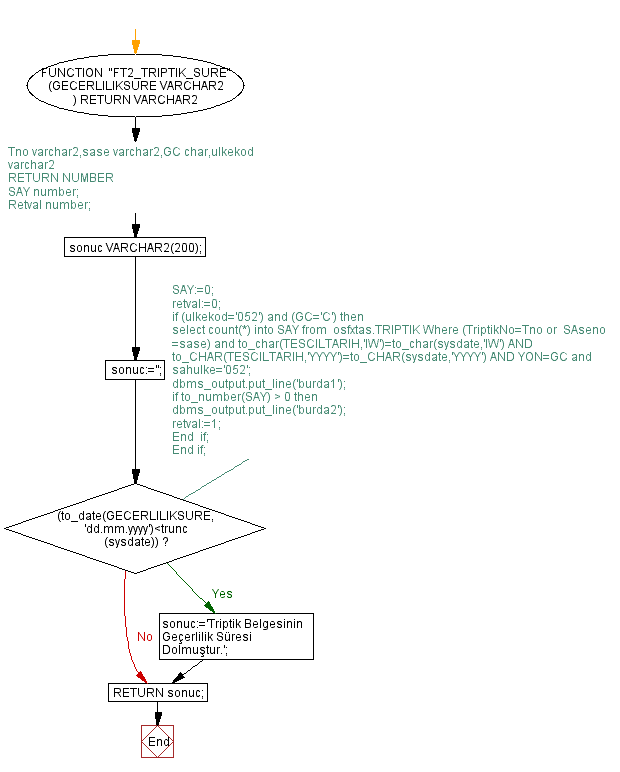 FUNCTION "FT2_TRIPTIK_SURE"
(GECERLILIKSURE VARCHAR2
) RETURN VARCHAR2
Tno varchar2,sase varchar2,GC char,ulkekod
varchar2
RETURN NUMBER
SAY number;
Retval number;
sonuc VARCHAR2(200);
SAY:=0;
retval:=0;
if (ulkekod='052') and (GC='C') then
select count(*) into SAY from osfxtas.TRIPTIK Where (TriptikNo=Tno or SAseno
=sase) and to_char(TESCILTARIH,'IW')=to_char(sysdate,'IW') AND
to_CHAR(TESCILTARIH,'YYYY')=to_CHAR(sysdate,'YYYY') AND YON=GC and
sahulke='052';
dbms_output.put_line('burda1');
if to_number(SAY) > 0 then
dbms_output.put_line('burda2');
retval:=1;
End if;
End if;
sonuc:='';
(to_date(GECERLILIKSURE,
'dd.mm.yyyy')<trunc
(sysdate)) ?
Yes
sonuc:='Triptik Belgesinin
Geçerlilik Süresi
Dolmuştur.';
No
RETURN sonuc;
End